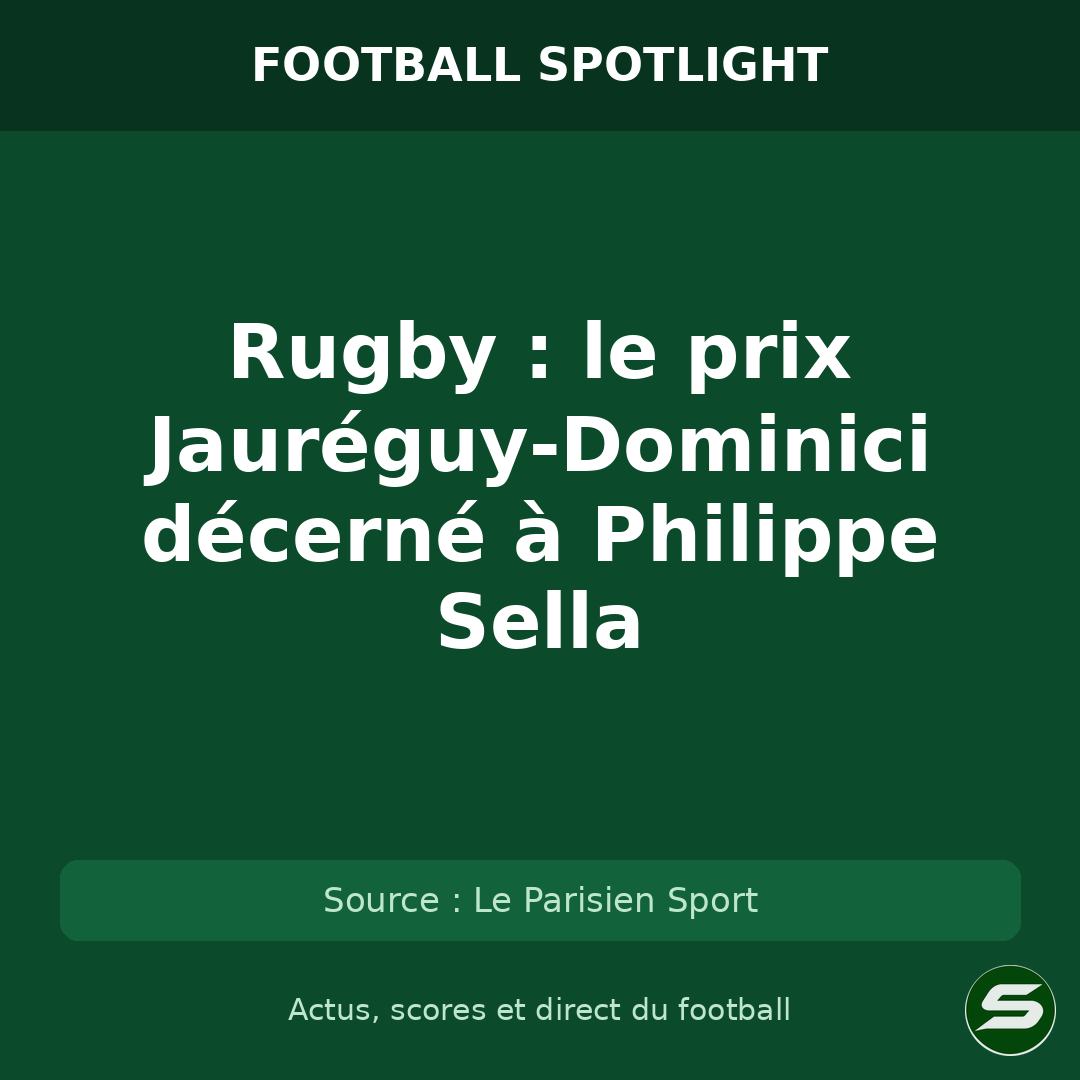 FOOTBALL SPOTLIGHT
Rugby : le prix
Jauréguy-Dominici
décerné à Philippe
Sella
Source : Le Parisien Sport
Actus, scores et direct du football
S